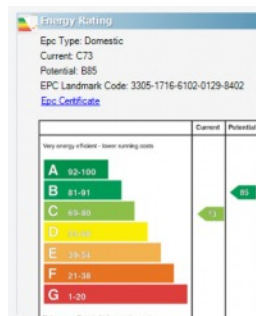 Energy Rating
Epc Type: Domestic
Current: C73
Potential: B85
EPC Landmark Code: 3305-1716-6102-0129-8402
Epc Certificate
Current Potential
Very energy efficient - lower running costs
A 92-100
B 81-91
85
C 69-80
73
D
E 39-54
F 21-38
G 1-20